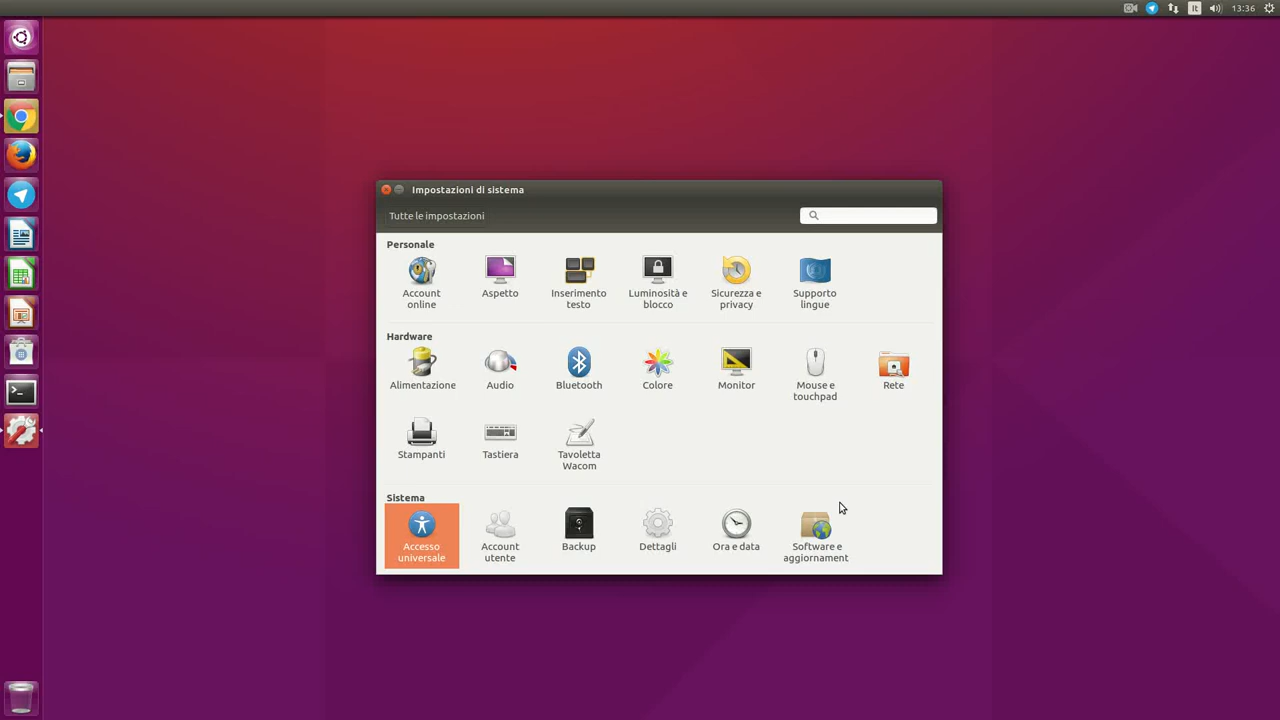 It
13:36
Impostazioni di sistema
Tutte le impostazioni
Personale
Account online
Aspetto
Inserimento testo
Luminosità e blocco
Sicurezza e privacy
Supporto lingue
Hardware
Alimentazione
Audio
Bluetooth
Colore
Monitor
Mouse e touchpad
Rete
Stampanti
Tastiera
Tavoletta Wacom
Sistema
Accesso universale
Account utente
Backup
Dettagli
Ora e data
Software e aggiornament